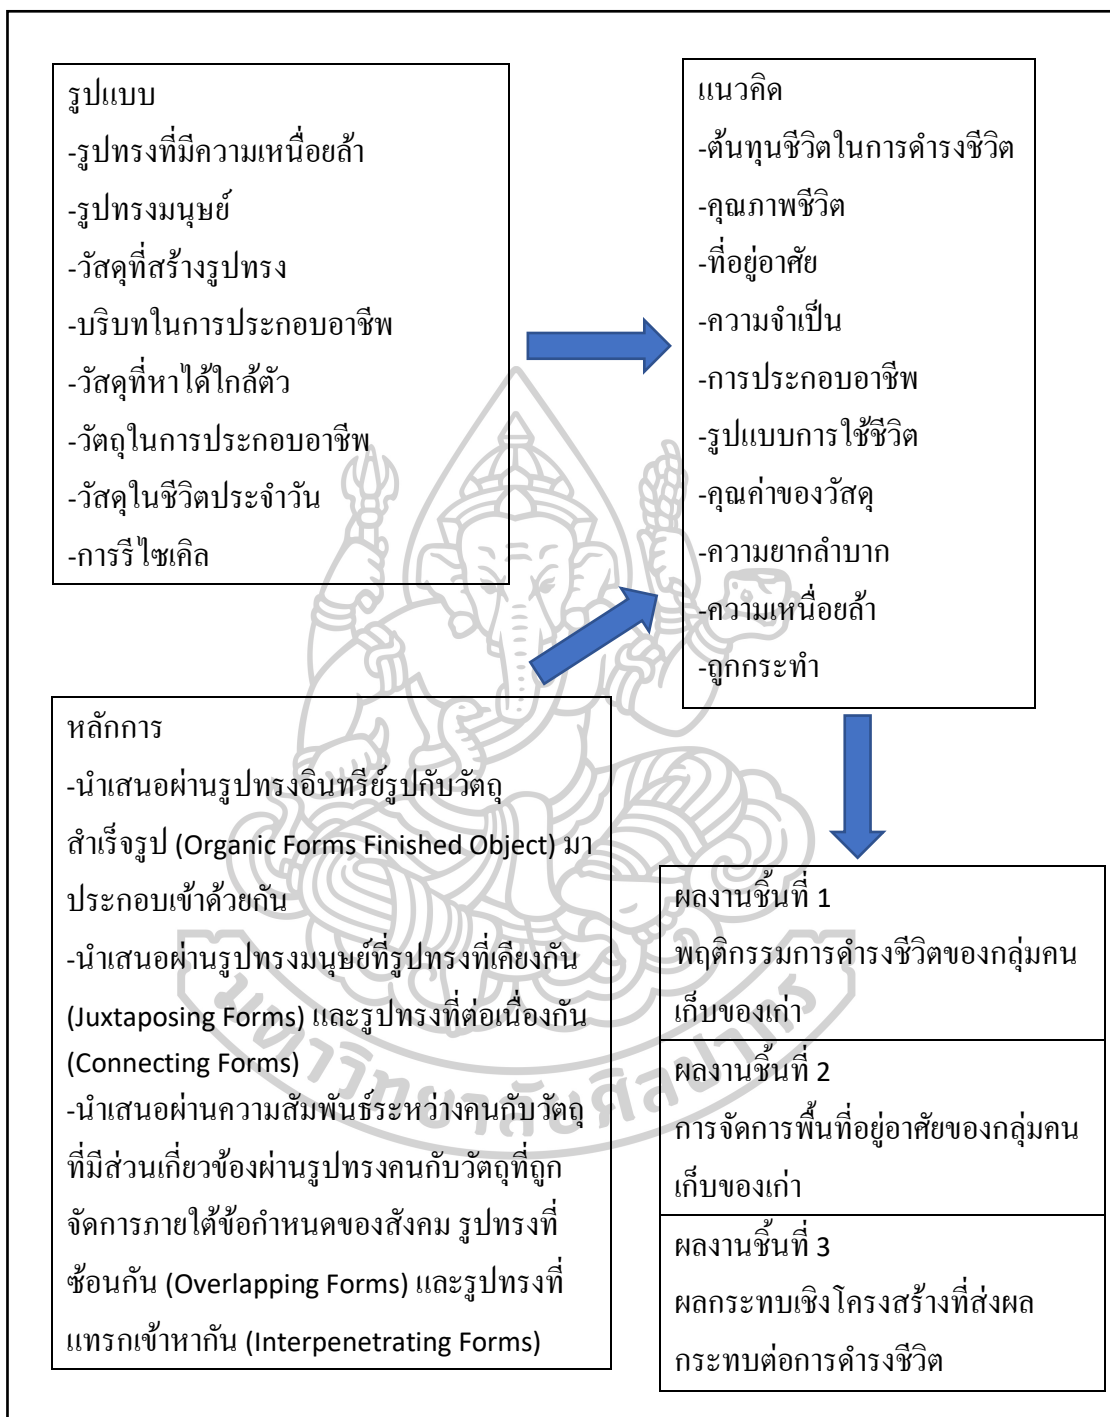 รูปแบบ
-รูปทรงที่มีความเหนื่อยล้า
-รูปทรงมนุษย์
-วัสดุที่สร้างรูปทรง
-บริบทในการประกอบอาชีพ
-วัสดุที่หาได้ใกล้ตัว
-วัตถุในการประกอบอาชีพ
-วัสดุในชีวิตประจำวัน
-การรีไซเคิล
แนวคิด
-ต้นทุนชีวิตในการดำรงชีวิต
-คุณภาพชีวิต
-ที่อยู่อาศัย
-ความจำเป็น
-การประกอบอาชีพ
-รูปแบบการใช้ชีวิต
-คุณค่าของวัสดุ
-ความยากลำบาก
-ความเหนื่อยล้า
-ถูกกระทำ
หลักการ
-นำเสนอผ่านรูปทรงอินทรีย์รูปกับวัตถุ
สำเร็จรูป (Organic Forms Finished Object) มา
ประกอบเข้าด้วยกัน
-นำเสนอผ่านรูปทรงมนุษย์ที่รูปทรงที่เคียงกัน
(Juxtaposing Forms) และรูปทรงที่ต่อเนื่องกัน
(Connecting Forms)
-นำเสนอผ่านความสัมพันธ์ระหว่างคนกับวัตถุ
ที่มีส่วนเกี่ยวข้องผ่านรูปทรงคนกับวัตถุที่ถูก
จัดการภายใต้ข้อกำหนดของสังคม รูปทรงที่
ซ้อนกัน (Overlapping Forms) และรูปทรงที่
แทรกเข้าหากัน (Interpenetrating Forms)
ผลงานชิ้นที่ 1
พฤติกรรมการดำรงชีวิตของกลุ่มคน
เก็บของเก่า
ผลงานชิ้นที่ 2
การจัดการพื้นที่อยู่อาศัยของกลุ่มคน
เก็บของเก่า
ผลงานชิ้นที่ 3
ผลกระทบเชิงโครงสร้างที่ส่งผล
กระทบต่อการดำรงชีวิต
มหาวิทยาลัยศิลปากร